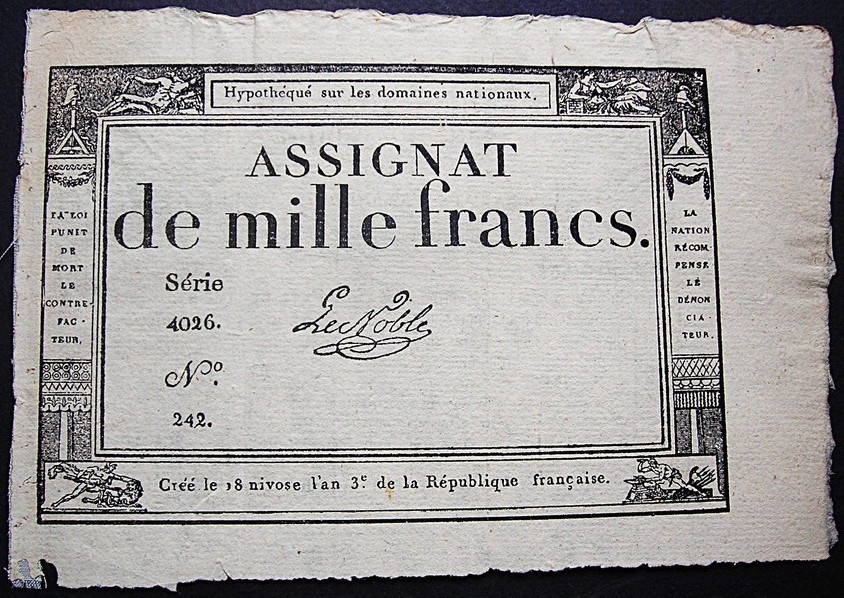 Hypothéqué sur les domaines nationaux.
ASSIGNAT
de mille francs.
LA LOI
PUNIT
DE
MORT
LE
CONTRE-
FAC-
TEUR.
Série
4026.
Nº.
242.
LeNoble
LA
NATION
RÉCOM-
PENSE
LE
DÉNON
CIA-
TEUR.
Créé le 18 nivose l'an 3e de la République française.